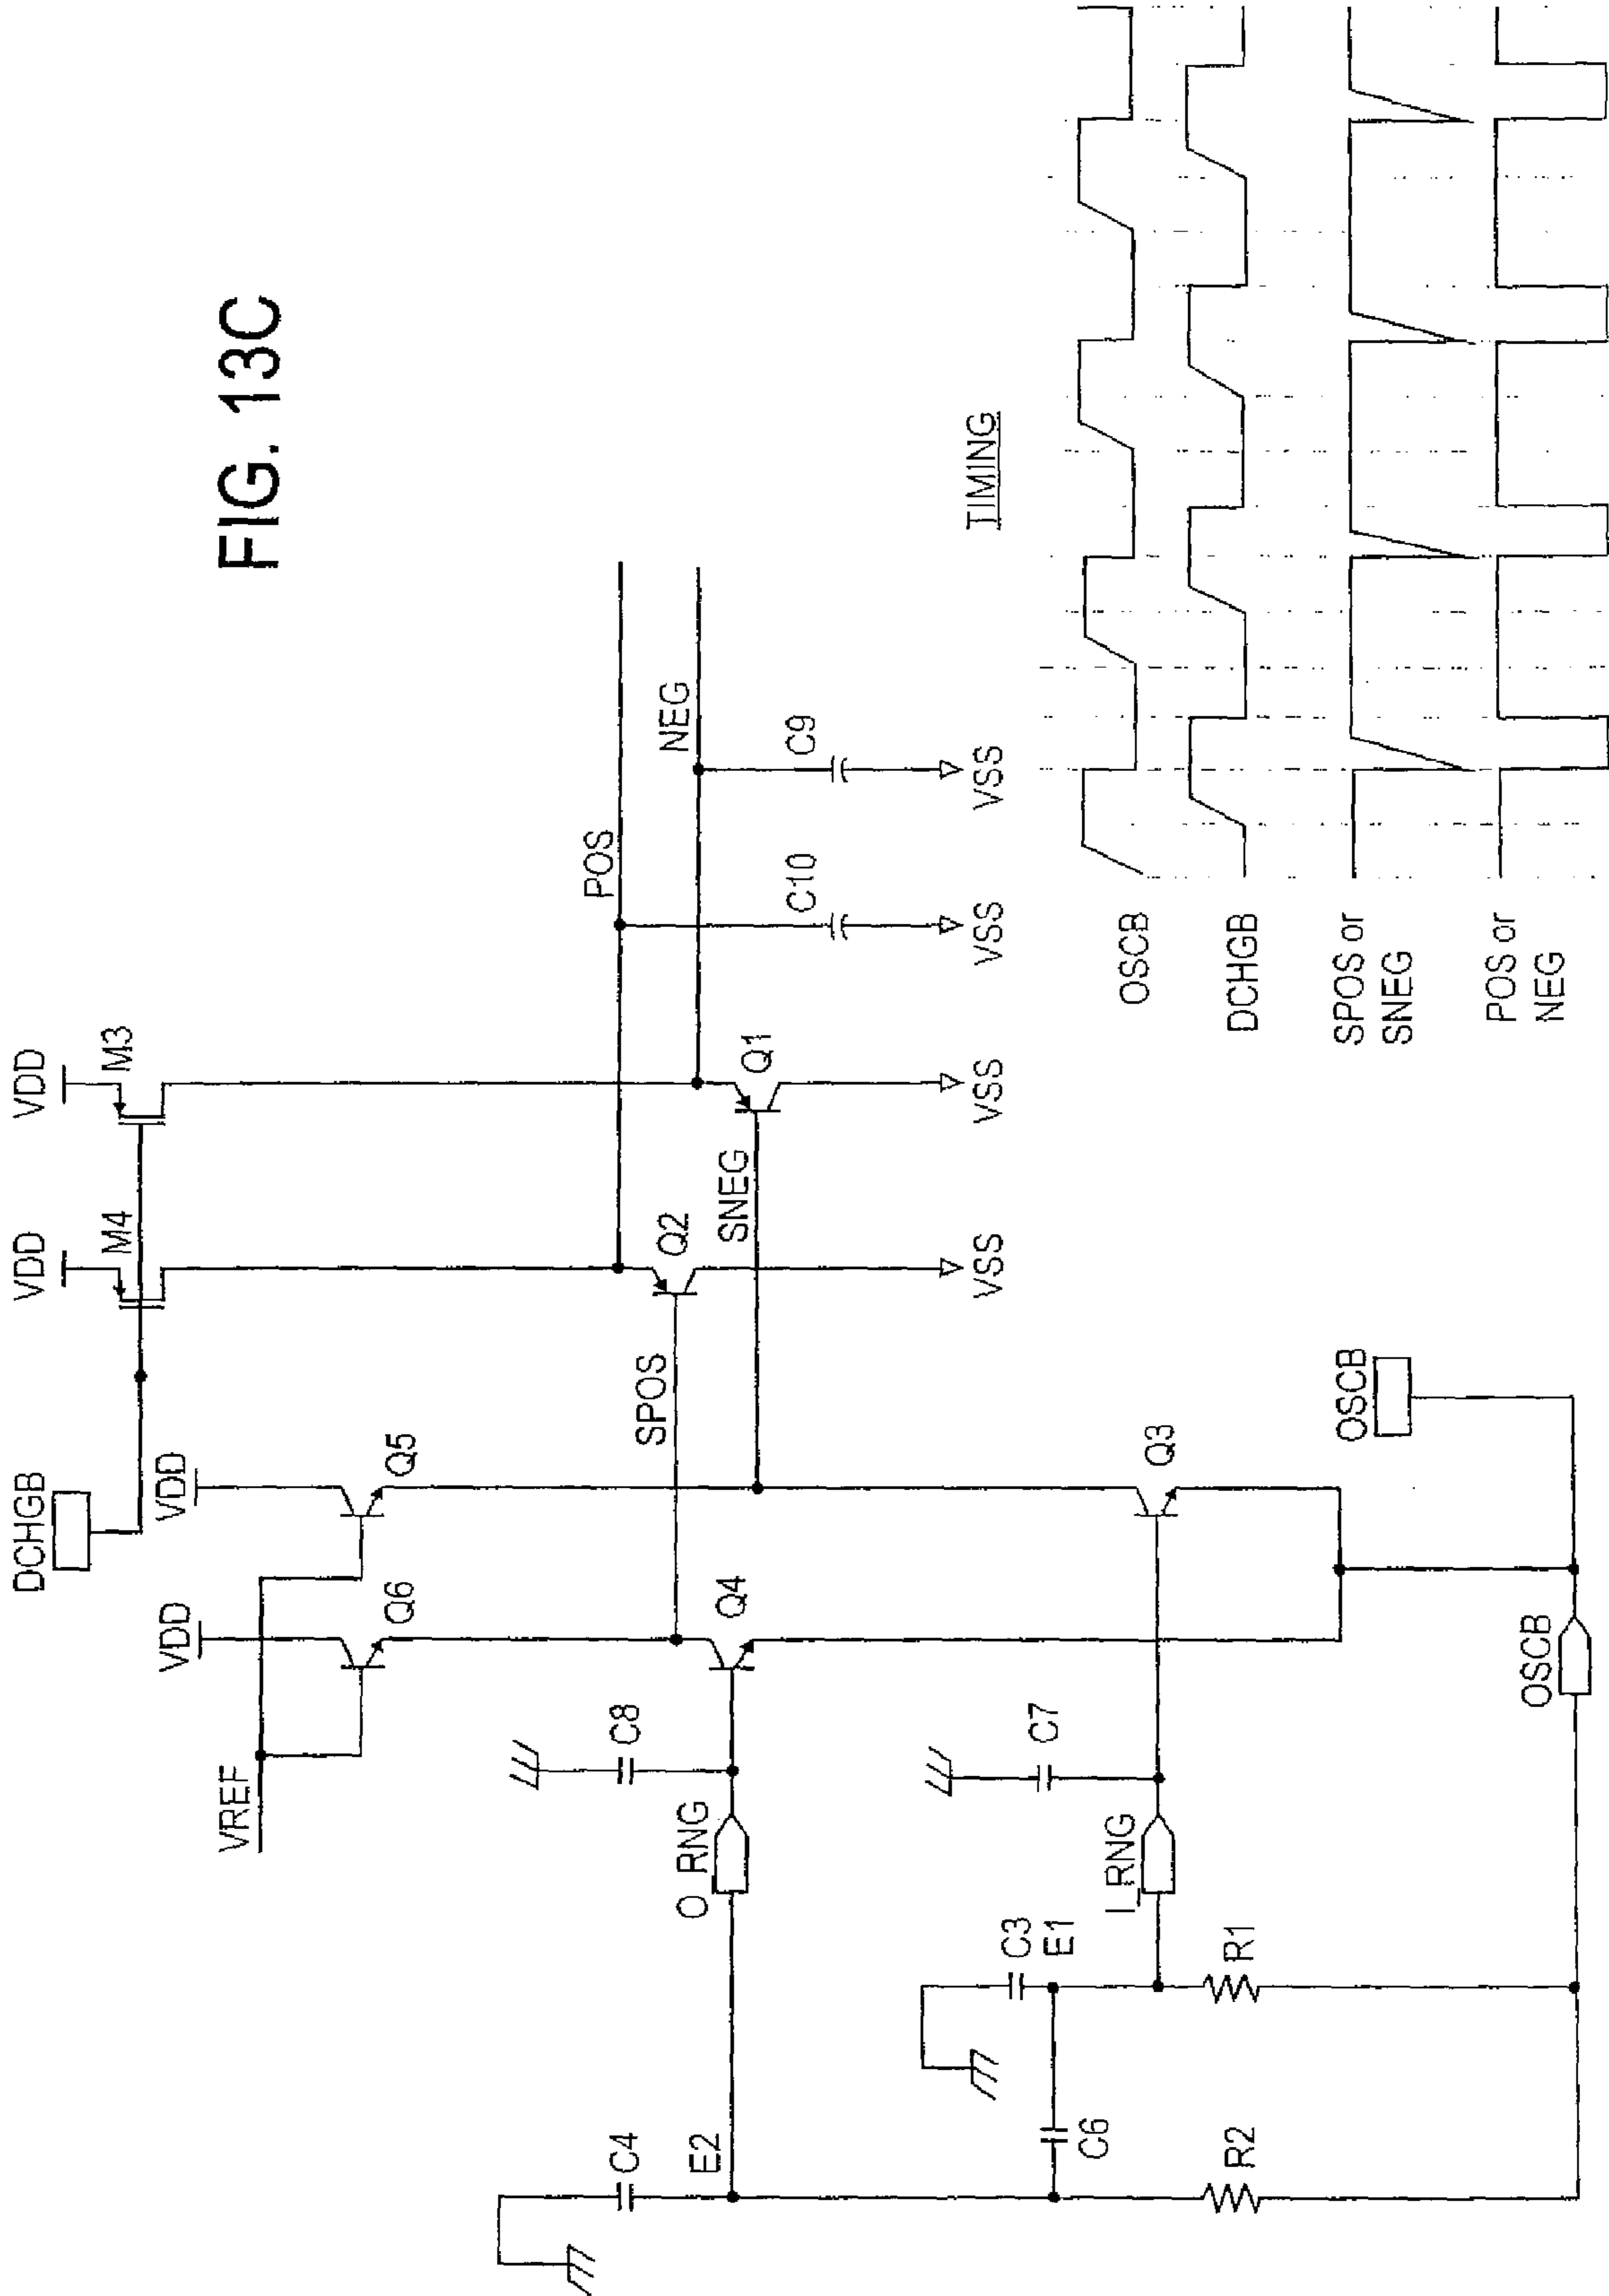 FIG. 13C
DCHGB
VDD
M4
VDD
M3
VREF
VDD
Q6
VDD
Q5
POS
NEG
SPOS
Q2
SNEG
Q1
C10
C9
VSS
VSS
VSS
VSS
C4
E2
O_RNG
C8
Q4
C6
C3
E1
I_RNG
C7
Q3
R2
R1
OSCB
OSCB
TIMING
OSCB
DCHGB
SPOS or
SNEG
POS or
NEG